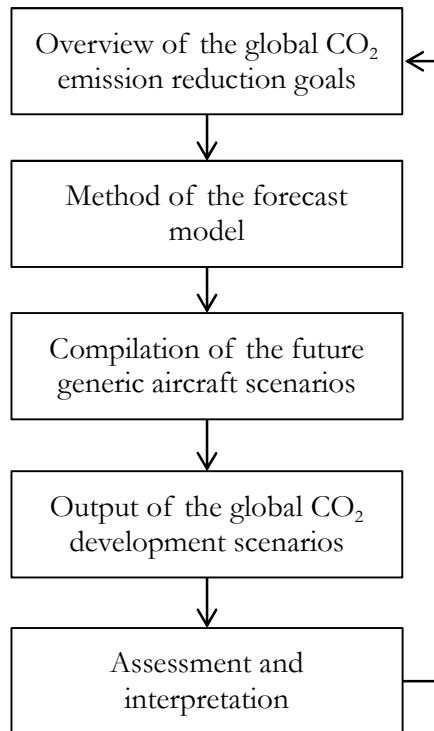 Overview of the global CO₂
emission reduction goals
Method of the forecast
model
Compilation of the future
generic aircraft scenarios
Output of the global CO₂
development scenarios
Assessment and
interpretation